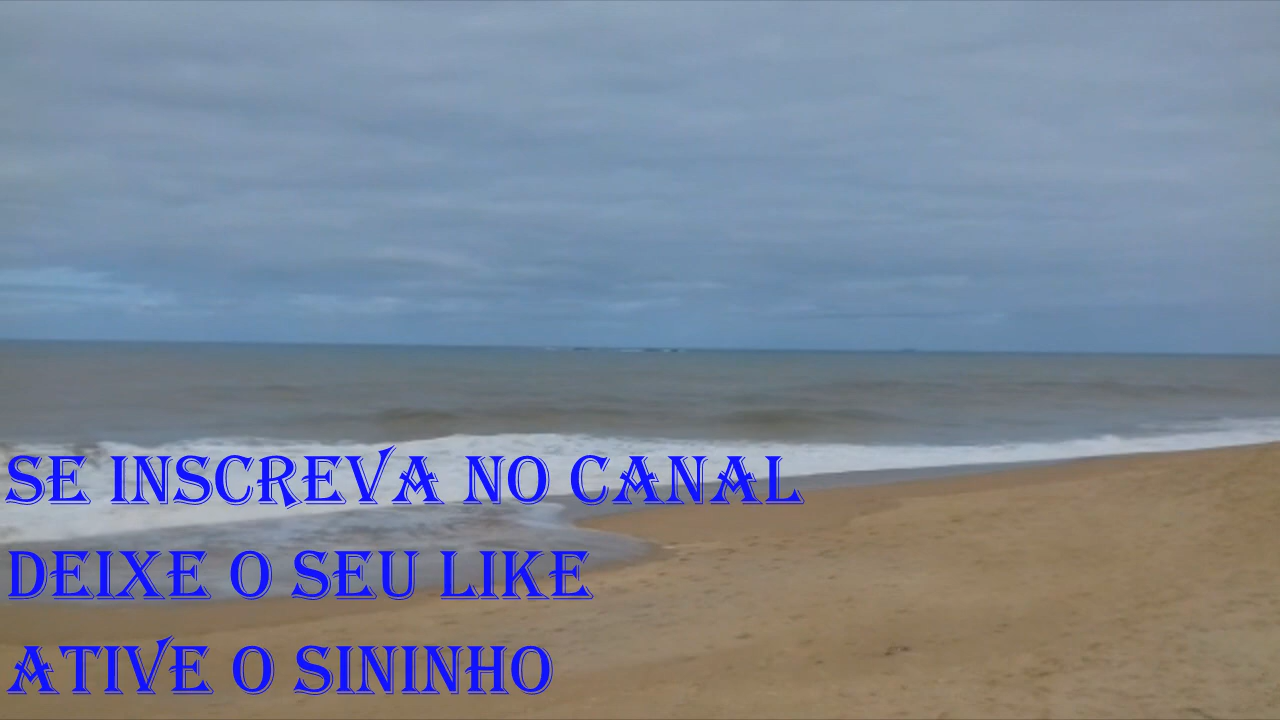 SE INSCREVA NO CANAL
DEIXE O SEU LIKE
ATIVE O SININHO